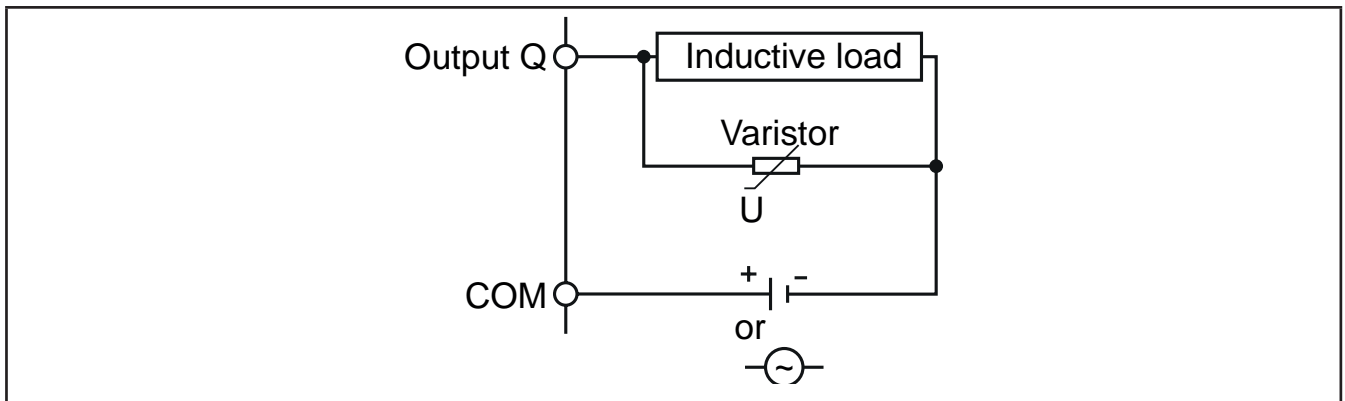 Output Q
Inductive load
Varistor
U
COM
+ -
or
~